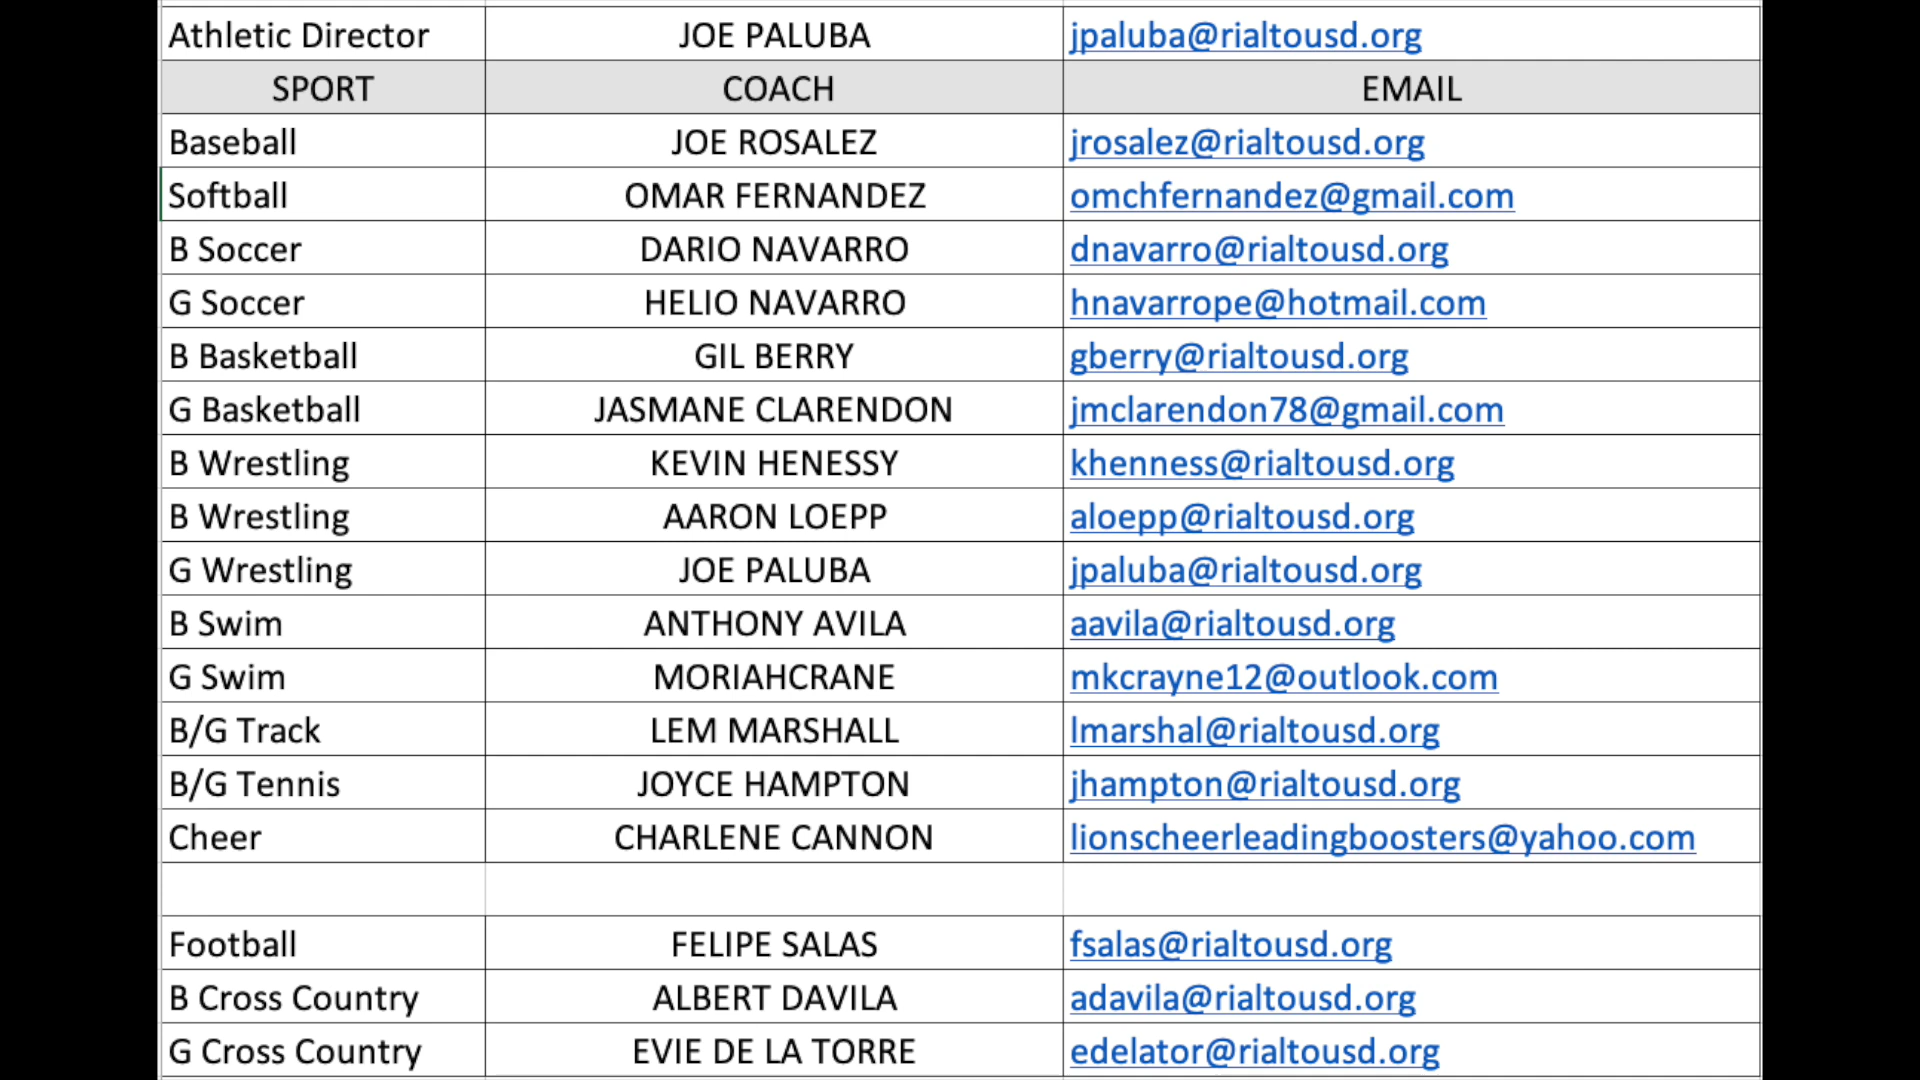 Athletic Director JOE PALUBA jpaluba@rialtousd.org
SPORT COACH EMAIL
Baseball JOE ROSALEZ jrosalez@rialtousd.org
Softball OMAR FERNANDEZ omchfernandez@gmail.com
B Soccer DARIO NAVARRO dnavarro@rialtousd.org
G Soccer HELIO NAVARRO hnavarrope@hotmail.com
B Basketball GIL BERRY gberry@rialtousd.org
G Basketball JASMANE CLARENDON jmclarendon78@gmail.com
B Wrestling KEVIN HENESSY khenness@rialtousd.org
B Wrestling AARON LOEPP aloepp@rialtousd.org
G Wrestling JOE PALUBA jpaluba@rialtousd.org
B Swim ANTHONY AVILA aavila@rialtousd.org
G Swim MORIAHCRANE mkcrayne12@outlook.com
B/G Track LEM MARSHALL lmarshal@rialtousd.org
B/G Tennis JOYCE HAMPTON jhampton@rialtousd.org
Cheer CHARLENE CANNON lionscheerleadingboosters@yahoo.com
Football FELIPE SALAS fsalas@rialtousd.org
B Cross Country ALBERT DAVILA adavila@rialtousd.org
G Cross Country EVIE DE LA TORRE edelator@rialtousd.org